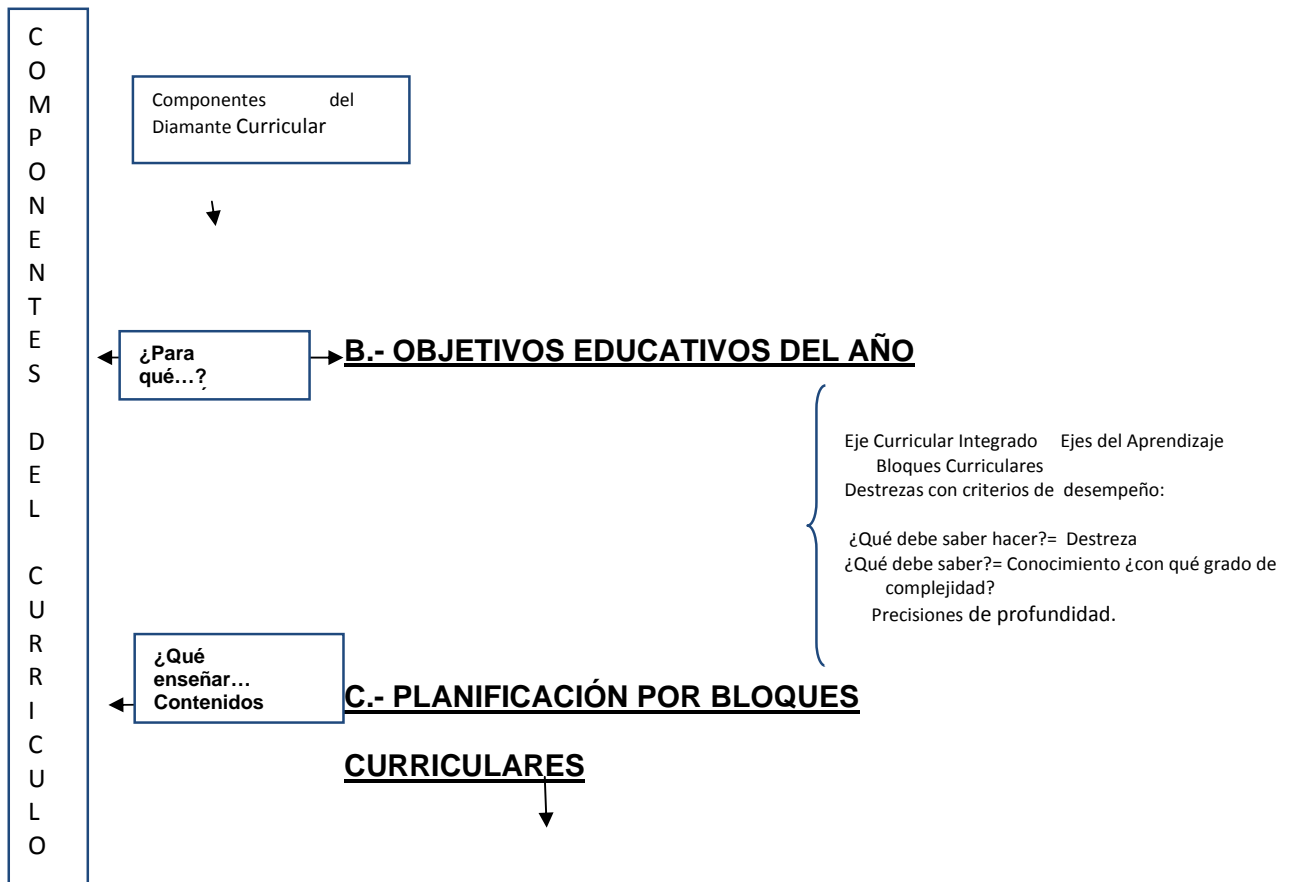 COMPONENTES DEL CURRICULO
Componentes del
Diamante Curricular
¿Para
qué…?
B.- OBJETIVOS EDUCATIVOS DEL AÑO
Eje Curricular Integrado Ejes del Aprendizaje
Bloques Curriculares
Destrezas con criterios de desempeño:
¿Qué debe saber hacer?= Destreza
¿Qué debe saber?= Conocimiento ¿con qué grado de
complejidad?
Precisiones de profundidad.
¿Qué
enseñar…
Contenidos
C.- PLANIFICACIÓN POR BLOQUES
CURRICULARES